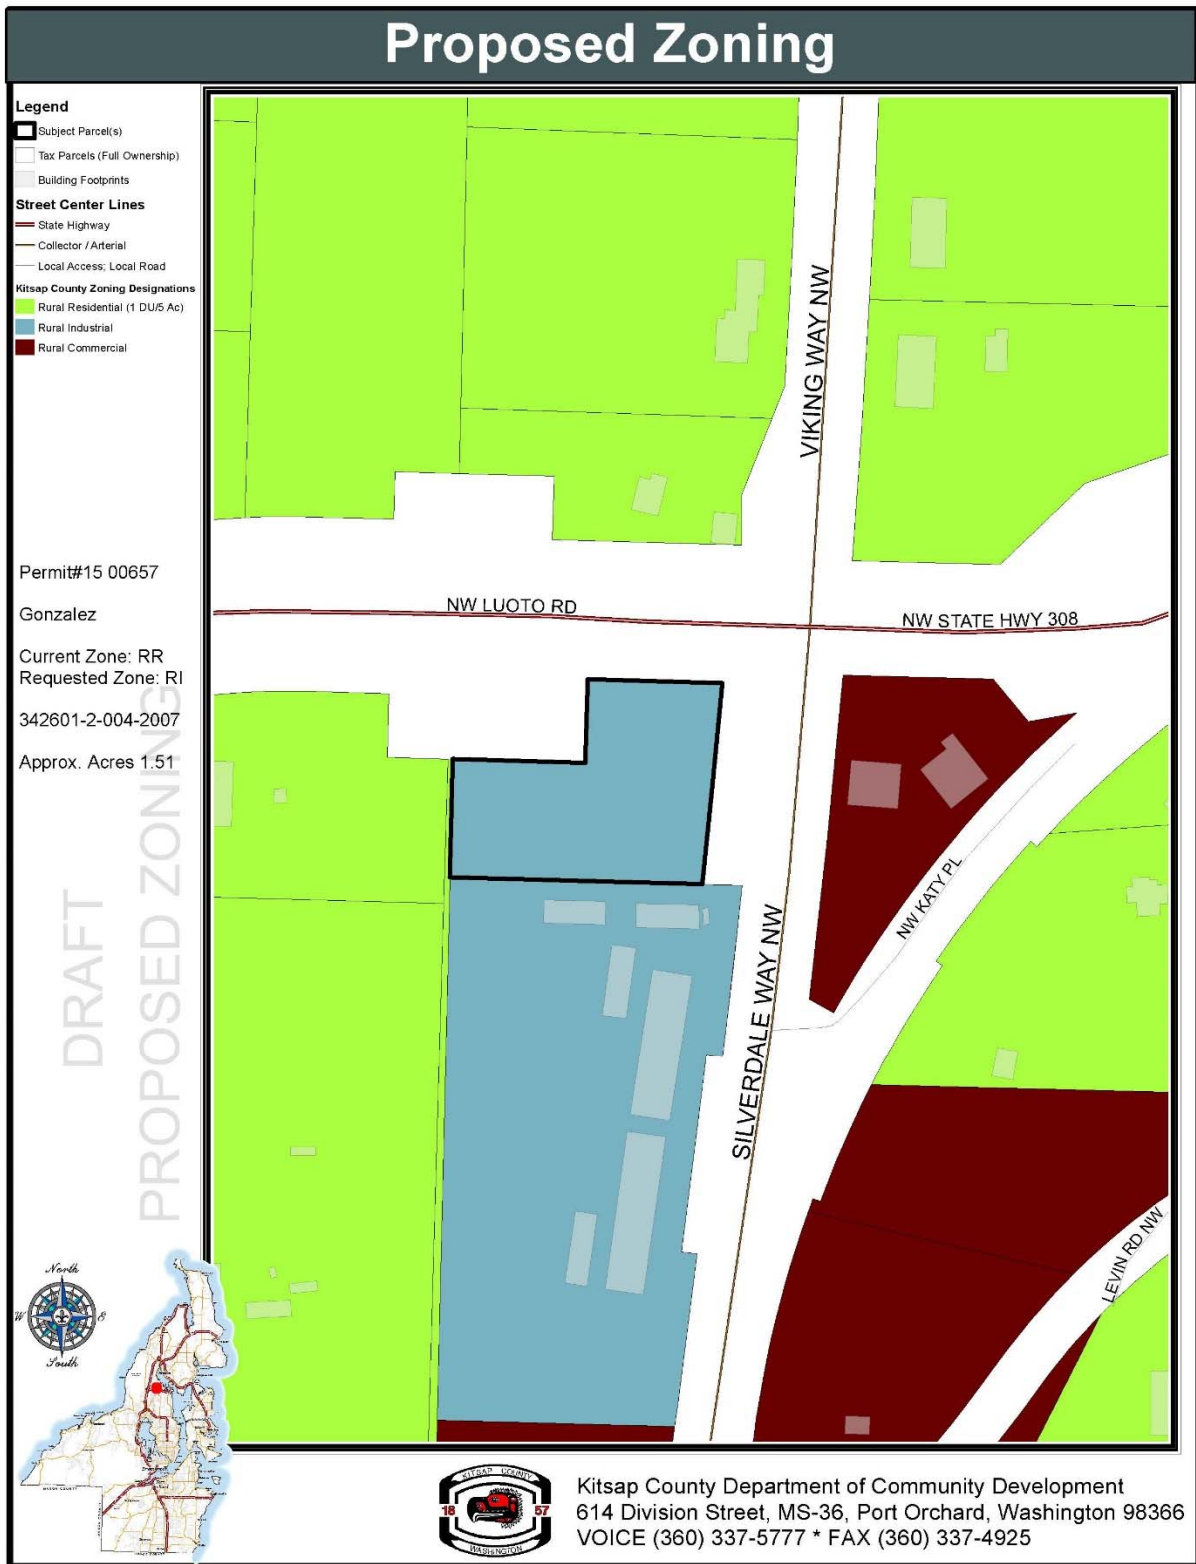 Proposed Zoning
Legend
Subject Parcel(s)
Tax Parcels (Full Ownership)
Building Footprints
Street Center Lines
State Highway
Collector / Arterial
Local Access; Local Road
Kitsap County Zoning Designations
Rural Residential (1 DU/5 Ac)
Rural Industrial
Rural Commercial
Permit#15 00657
Gonzalez
Current Zone: RR
Requested Zone: RI
342601-2-004-2007
Approx. Acres 1.51
DRAFT
PROPOSED ZONING
VIKING WAY NW
NW LUOTO RD
NW STATE HWY 308
NW KATY PL
SILVERDALE WAY NW
LEVIN RD NW
North
W
E
South
KITSAP COUNTY
18 57
WASHINGTON
Kitsap County Department of Community Development
614 Division Street, MS-36, Port Orchard, Washington 98366
VOICE (360) 337-5777 * FAX (360) 337-4925